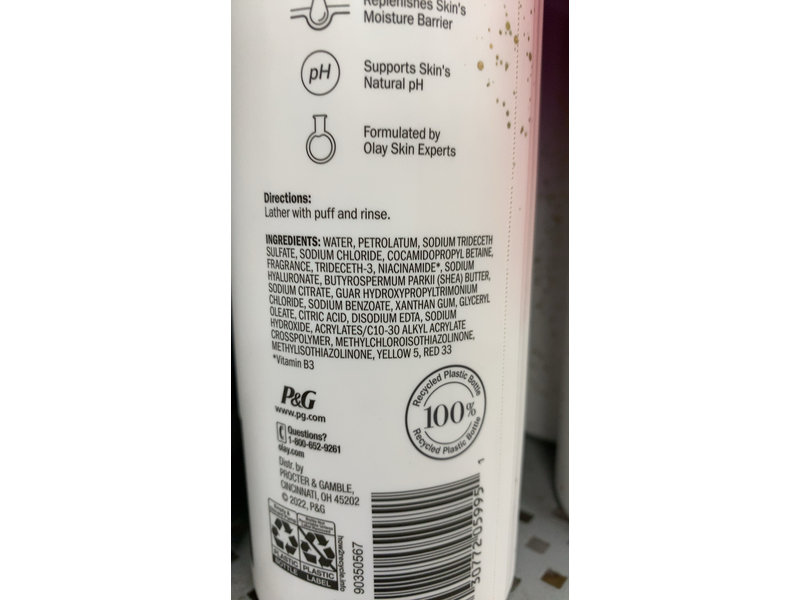 Replenishes Skin's
Moisture Barrier
pH
Supports Skin's
Natural pH
Formulated by
Olay Skin Experts
Directions:
Lather with puff and rinse.
INGREDIENTS: WATER, PETROLATUM, SODIUM TRIDECETH
SULFATE, SODIUM CHLORIDE, COCAMIDOPROPYL BETAINE,
FRAGRANCE, TRIDECETH-3, NIACINAMIDE*, SODIUM
HYALURONATE, BUTYROSPERMUM PARKII (SHEA) BUTTER,
SODIUM CITRATE, GUAR HYDROXYPROPYLTRIMONIUM
CHLORIDE, SODIUM BENZOATE, XANTHAN GUM, GLYCERYL
OLEATE, CITRIC ACID, DISODIUM EDTA, SODIUM
HYDROXIDE, ACRYLATES/C10-30 ALKYL ACRYLATE
CROSSPOLYMER, METHYLCHLOROISOTHIAZOLINONE,
METHYLISOTHIAZOLINONE, YELLOW 5, RED 33
*Vitamin B3
P&G
www.pg.com
Recycled Plastic Bottle
100%
Recycled Plastic Bottle
Questions?
1-800-652-9261
olay.com
Distr. by
PROCTER & GAMBLE,
CINCINNATI, OH 45202
© 2022, P&G
PLASTIC
BOTTLE
PLASTIC
LABEL
how2recycle.info
90350567
30772 05995 1